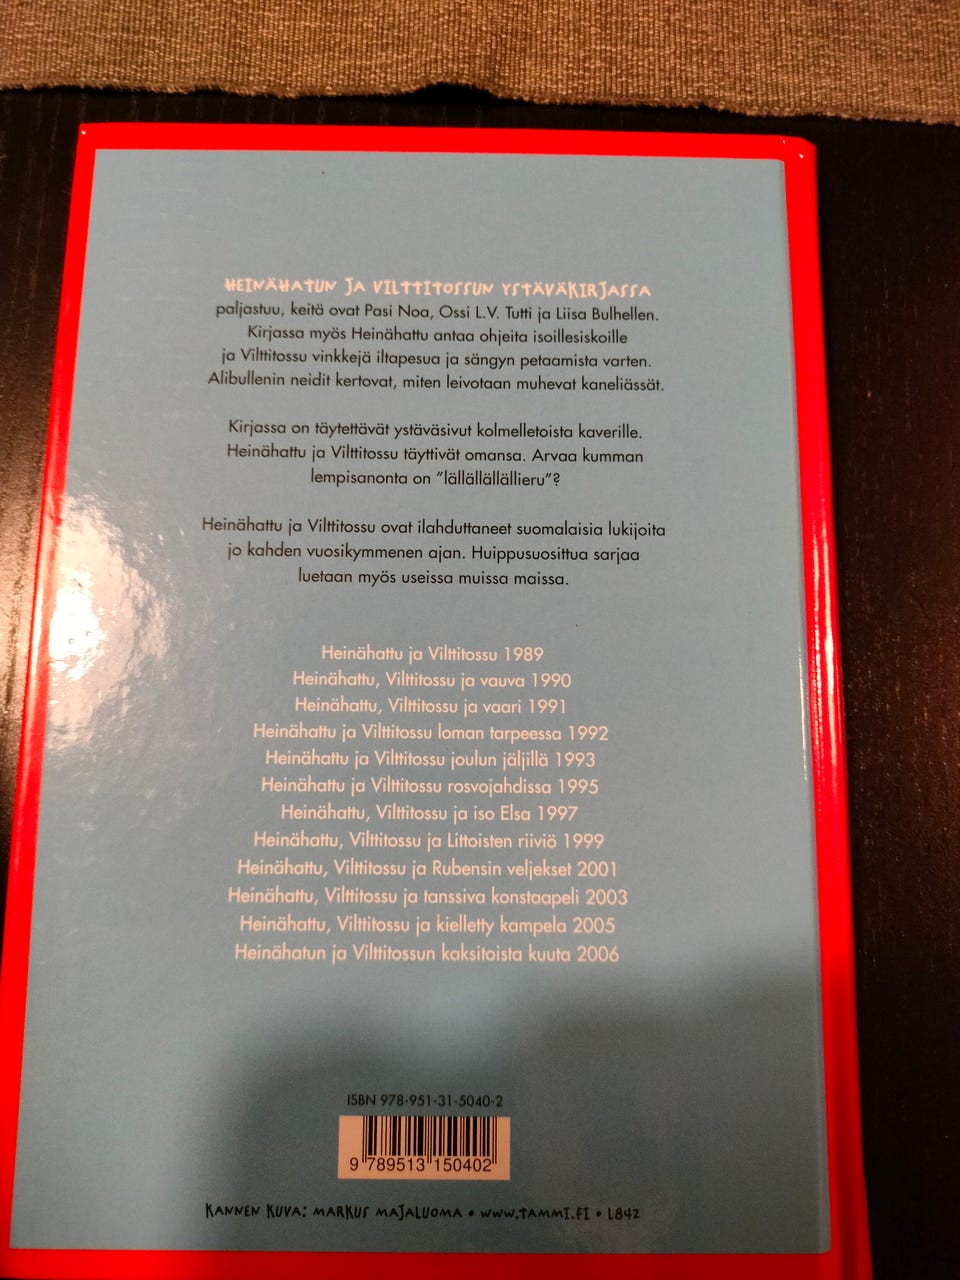 HEINÄHATUN JA VILTTITOSSUN YSTÄVÄKIRJASSA
paljastuu, keitä ovat Pasi Noa, Ossi L.V. Tutti ja Liisa Bulhellen.
Kirjassa myös Heinähattu antaa ohjeita isoillesiskoille
ja Vilttitossu vinkkejä iltapesua ja sängyn petaamista varten.
Alibullenin neidit kertovat, miten leivotaan muhevat kaneliässät.
Kirjassa on täytettävät ystäväsivut kolmelletoista kaverille.
Heinähattu ja Vilttitossu täyttivät omansa. Arvaa kumman
lempisanonta on ”lällällällällieru”?
Heinähattu ja Vilttitossu ovat ilahduttaneet suomalaisia lukijoita
jo kahden vuosikymmenen ajan. Huippusuosittua sarjaa
luetaan myös useissa muissa maissa.
Heinähattu ja Vilttitossu 1989
Heinähattu, Vilttitossu ja vauva 1990
Heinähattu, Vilttitossu ja vaari 1991
Heinähattu ja Vilttitossu loman tarpeessa 1992
Heinähattu ja Vilttitossu joulun jäljillä 1993
Heinähattu ja Vilttitossu rosvojahdissa 1995
Heinähattu, Vilttitossu ja iso Elsa 1997
Heinähattu, Vilttitossu ja Littoisten riiviö 1999
Heinähattu, Vilttitossu ja Rubensin veljekset 2001
Heinähattu, Vilttitossu ja tanssiva konstaapeli 2003
Heinähattu, Vilttitossu ja kielletty kampela 2005
Heinähatun ja Vilttitossun kaksitoista kuuta 2006
ISBN 978-951-31-5040-2
9 789513 150402
KANNEN KUVA: MARKUS MAJALUOMA • WWW.TAMMI.FI • L842